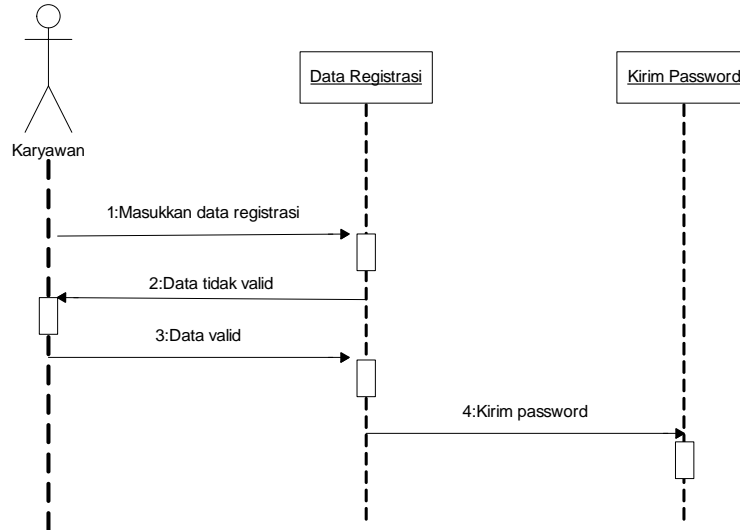 Data Registrasi
Kirim Password
Karyawan
1:Masukkan data registrasi
2:Data tidak valid
3:Data valid
4:Kirim password